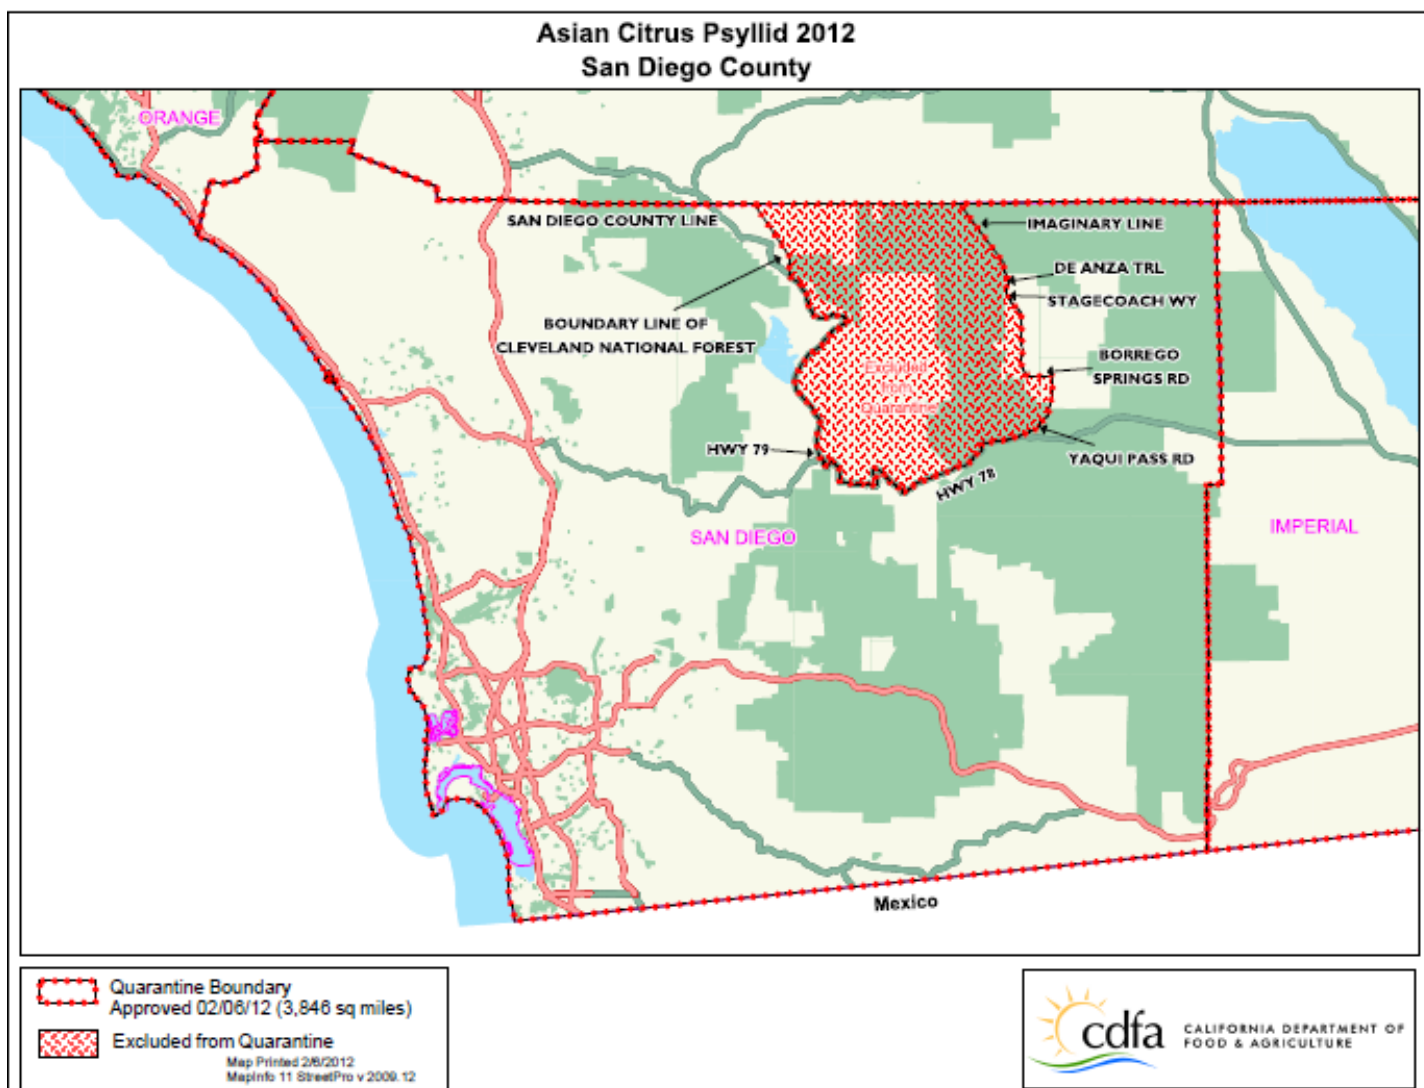 Asian Citrus Psyllid 2012
San Diego County
ORANGE
SAN DIEGO COUNTY LINE
IMAGINARY LINE
DE ANZA TRL
STAGECOACH WY
BOUNDARY LINE OF
CLEVELAND NATIONAL FOREST
BORREGO
SPRINGS RD
Excluded
from
Quarantine
HWY 79
YAQUI PASS RD
HWY 78
SAN DIEGO
IMPERIAL
Mexico
Quarantine Boundary
Approved 02/06/12 (3,846 sq miles)
Excluded from Quarantine
Map Printed 2/6/2012
MapInfo 11 StreetPro v 2009.12
cdfa
CALIFORNIA DEPARTMENT OF
FOOD & AGRICULTURE